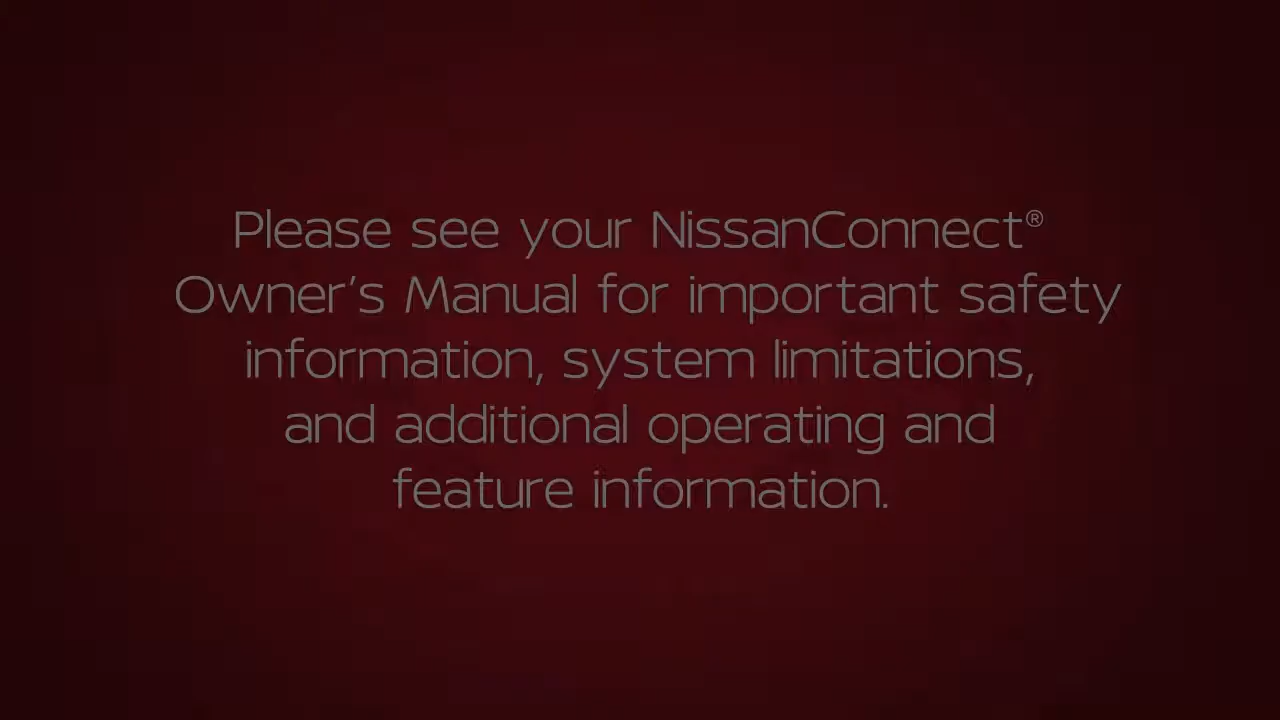 Please see your NissanConnect®
Owner's Manual for important safety
information, system limitations,
and additional operating and
feature information.